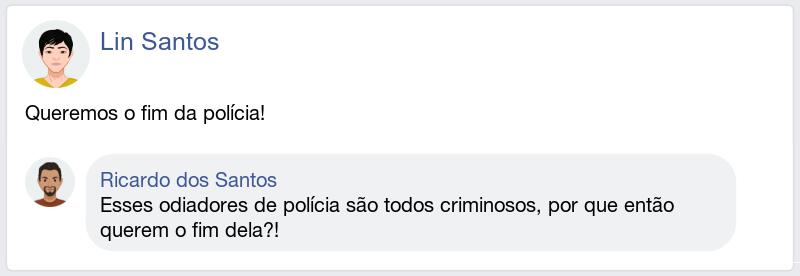 Lin Santos
Queremos o fim da polícia!
Ricardo dos Santos
Esses odiadores de polícia são todos criminosos, por que então
querem o fim dela?!